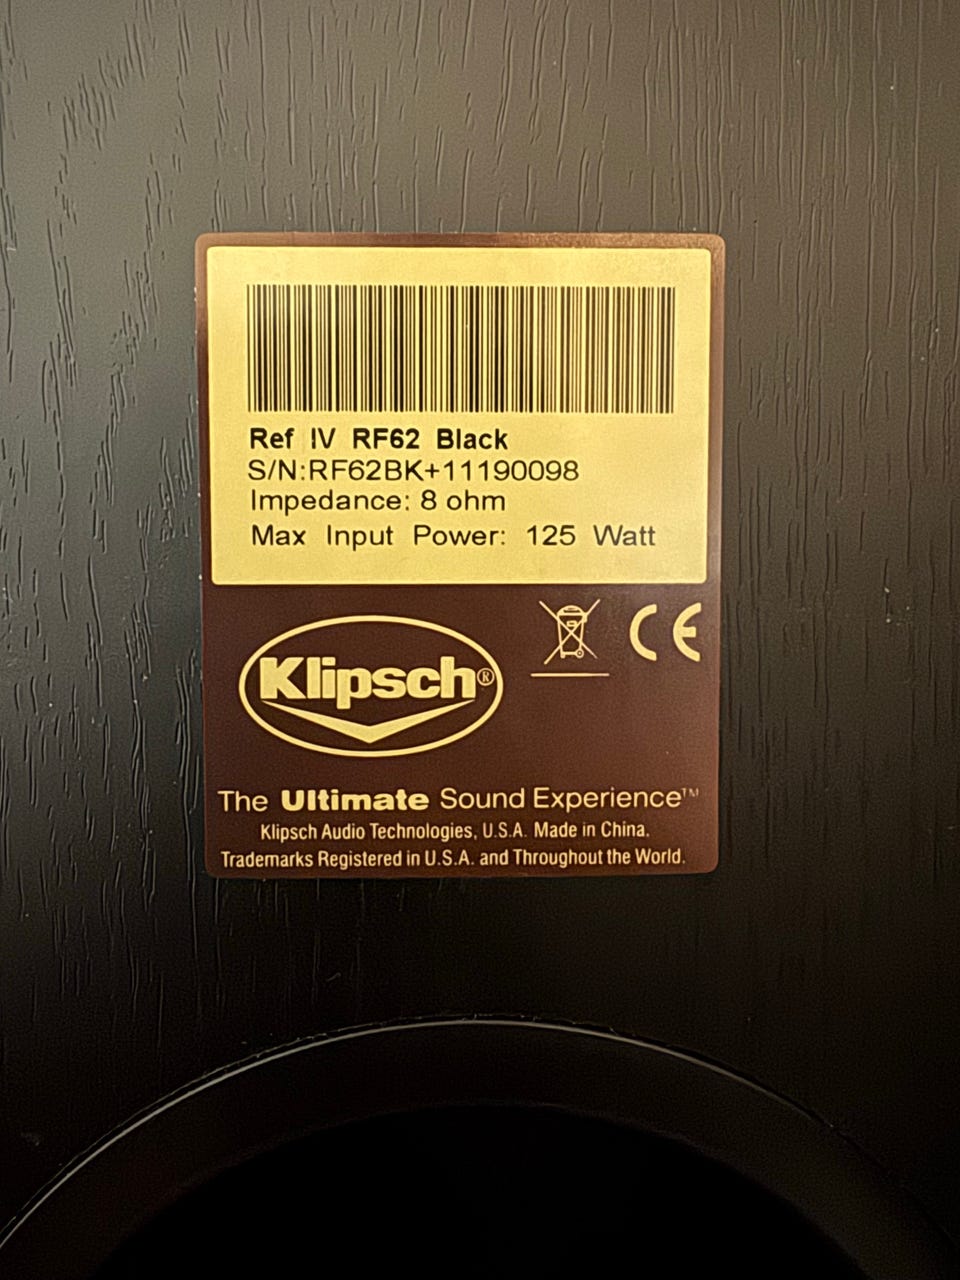 Ref IV RF62 Black
S/N:RF62BK+11190098
Impedance: 8 ohm
Max Input Power: 125 Watt
CE
Klipsch®
The Ultimate Sound Experience™
Klipsch Audio Technologies, U.S.A. Made in China.
Trademarks Registered in U.S.A. and Throughout the World.